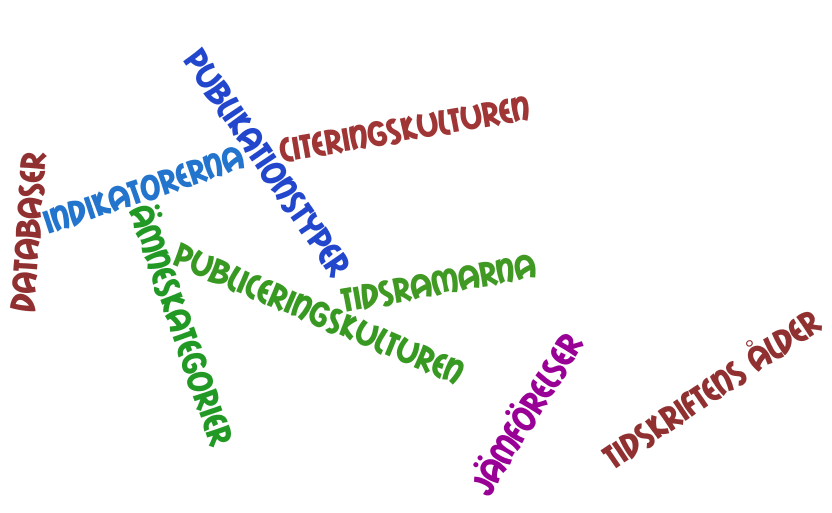 PUBLIKATIONSTYPER
CITERINGSKULTUREN
DATABASER
INDIKATORERNA
ÄMNESKATEGORIER
PUBLICERINGSKULTUREN
TIDSRAMARNA
JÄMFÖRELSER
TIDSKRIFTENS ÅLDER